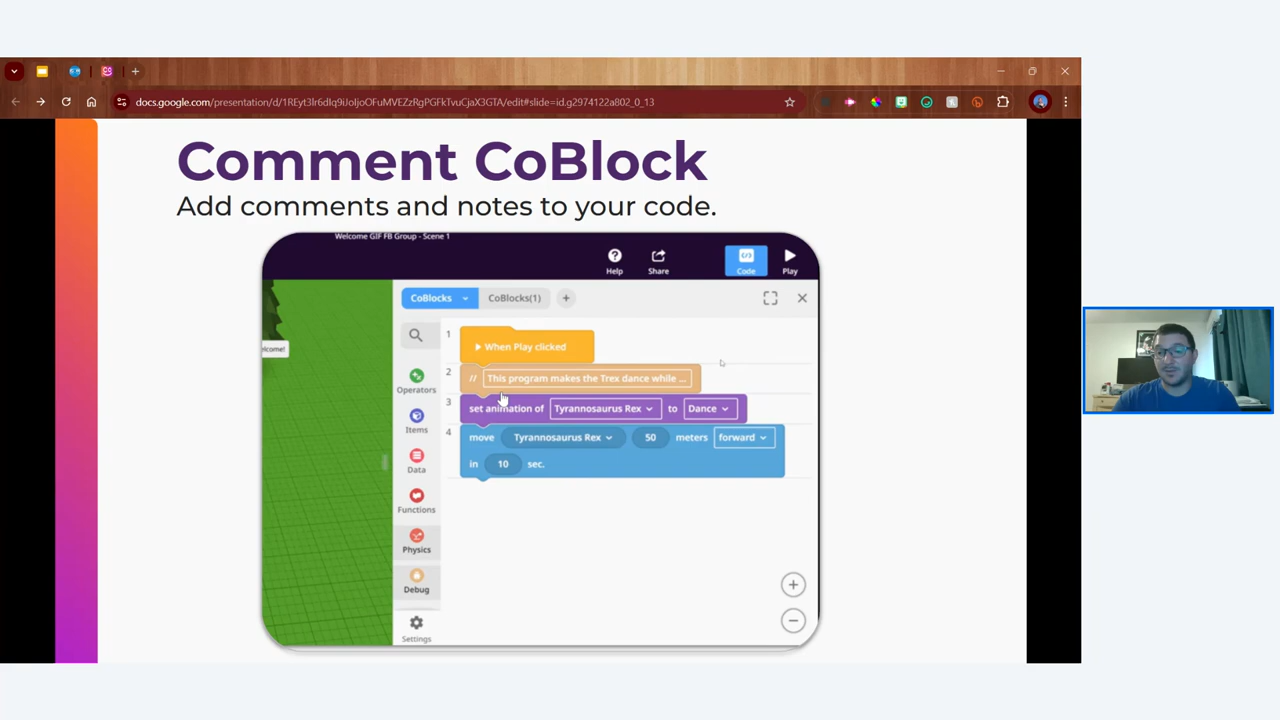 docs.google.com/presentation/d/1REyt3lr6dIq9iJoIjoOFuMVEZzRgPGFkTvuCjaX3GTA/edit#slide=id.g2974122a802_0_13
Comment CoBlock
Add comments and notes to your code.
Welcome GIF FB Group - Scene 1
Help
Share
Code
Play
CoBlocks
CoBlocks(1)
+
elcome!
1
When Play clicked
2
// This program makes the Trex dance while ...
Operators
3
set animation of Tyrannosaurus Rex to Dance
Items
4
move Tyrannosaurus Rex 50 meters forward
in 10 sec.
Data
Functions
Physics
Debug
Settings